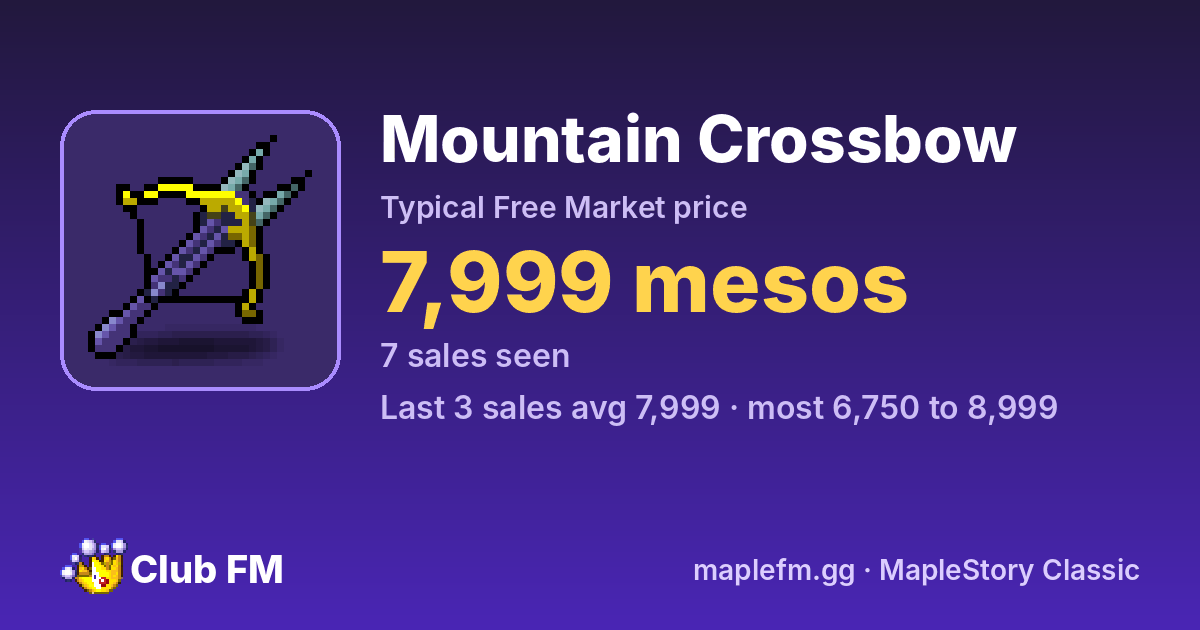 Mountain Crossbow
Typical Free Market price
7,999 mesos
7 sales seen
Last 3 sales avg 7,999 · most 6,750 to 8,999
Club FM
maplefm.gg · MapleStory Classic